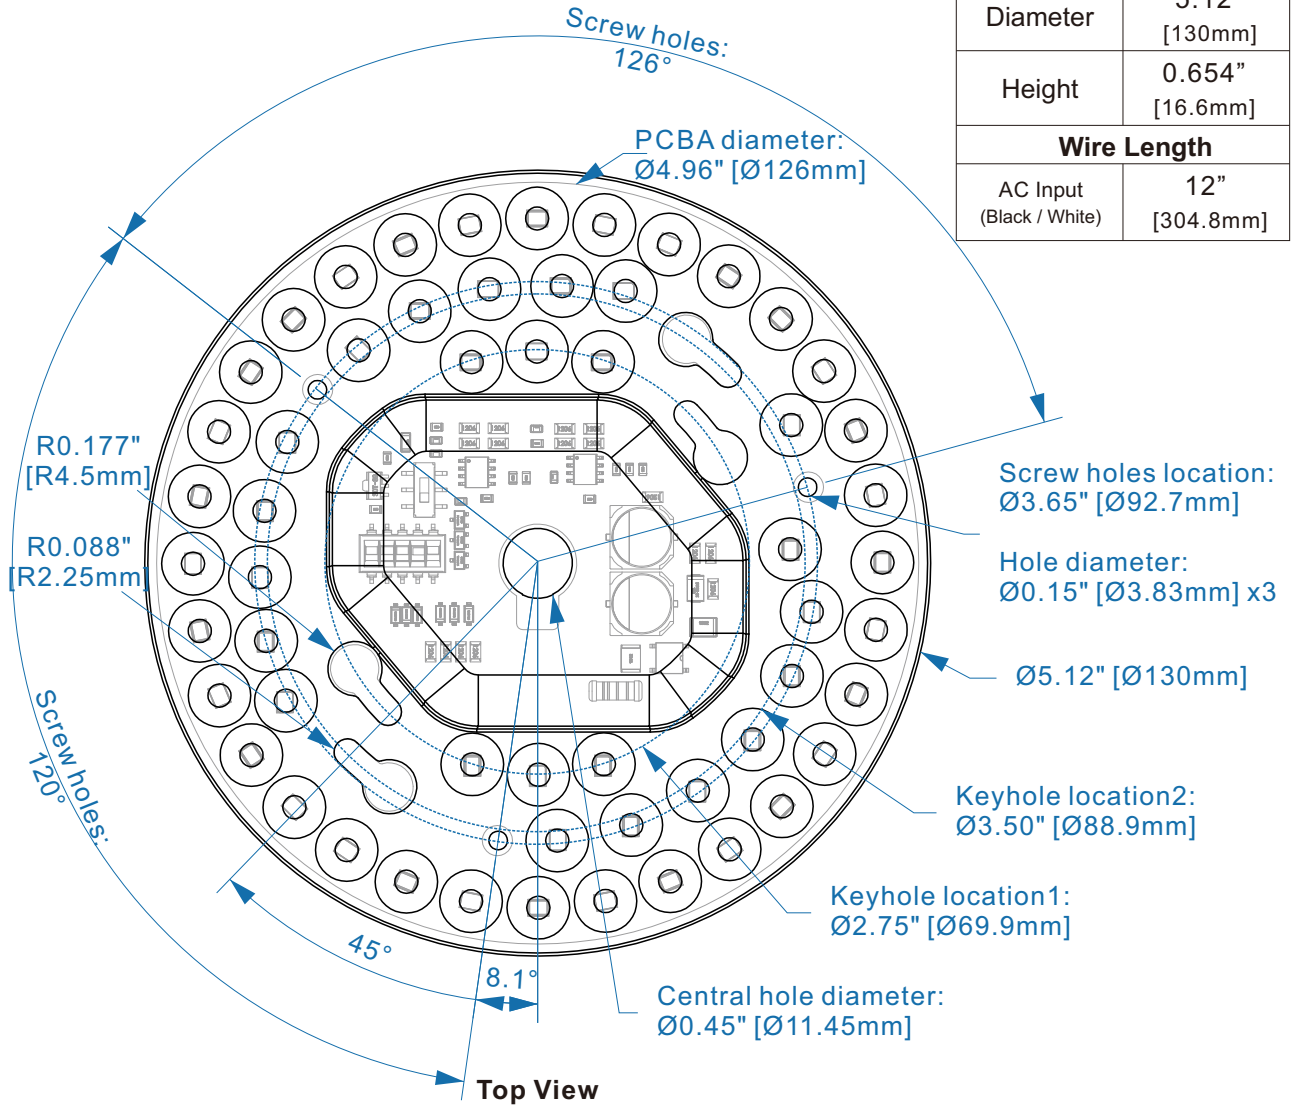 Screw holes:
126°
Diameter
5.12
[130mm]
Height
0.654”
[16.6mm]
Wire Length
AC Input
(Black / White)
12”
[304.8mm]
PCBA diameter:
Ø4.96" [Ø126mm]
R0.177"
[R4.5mm]
R0.088"
[R2.25mm]
Screw holes location:
Ø3.65" [Ø92.7mm]
Hole diameter:
Ø0.15" [Ø3.83mm] x3
Ø5.12" [Ø130mm]
Screw holes:
120°
Keyhole location2:
Ø3.50" [Ø88.9mm]
Keyhole location1:
Ø2.75" [Ø69.9mm]
45°
8.1°
Central hole diameter:
Ø0.45" [Ø11.45mm]
Top View